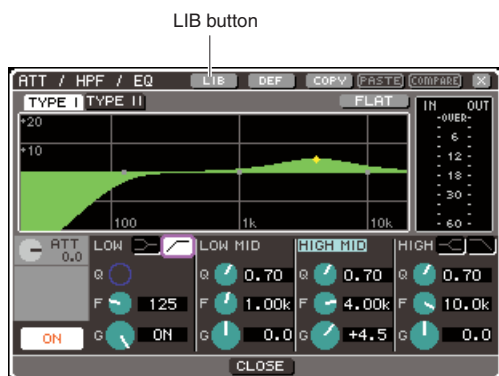 LIB button
ATT / HPF / EQ LIB DEF COPY PASTE COMPARE X
TYPE I TYPE II FLAT IN OUT
+20 -OVER-
6
+10 12
18
30
100 1k 10k 60
ATT 0.0 LOW LOW MID HIGH MID HIGH
Q Q 0.70 Q 0.70 Q 0.70
F 125 F 1.00k F 4.00k F 10.0k
ON G ON G 0.0 G +4.5 G 0.0
CLOSE